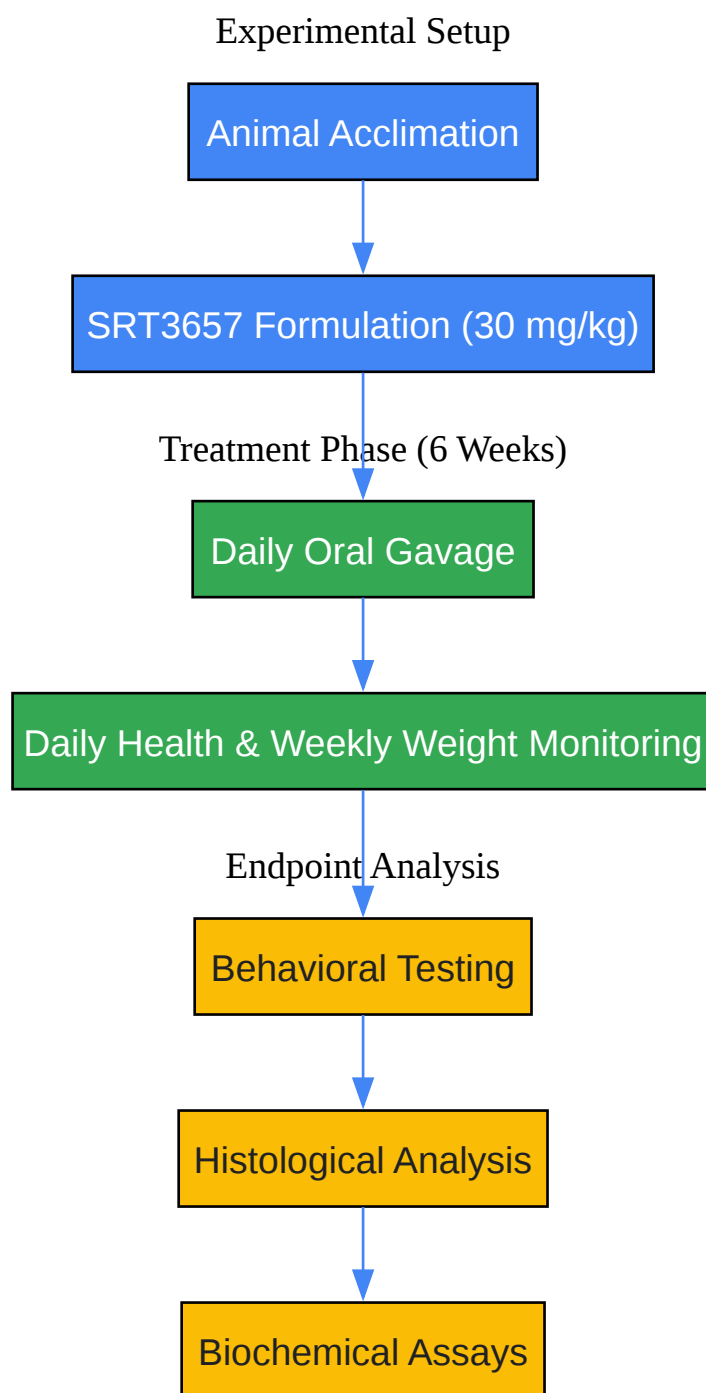 Experimental Setup
Animal Acclimation
SRT3657 Formulation (30 mg/kg)
Treatment Phase (6 Weeks)
Daily Oral Gavage
Daily Health & Weekly Weight Monitoring
Endpoint Analysis
Behavioral Testing
Histological Analysis
Biochemical Assays